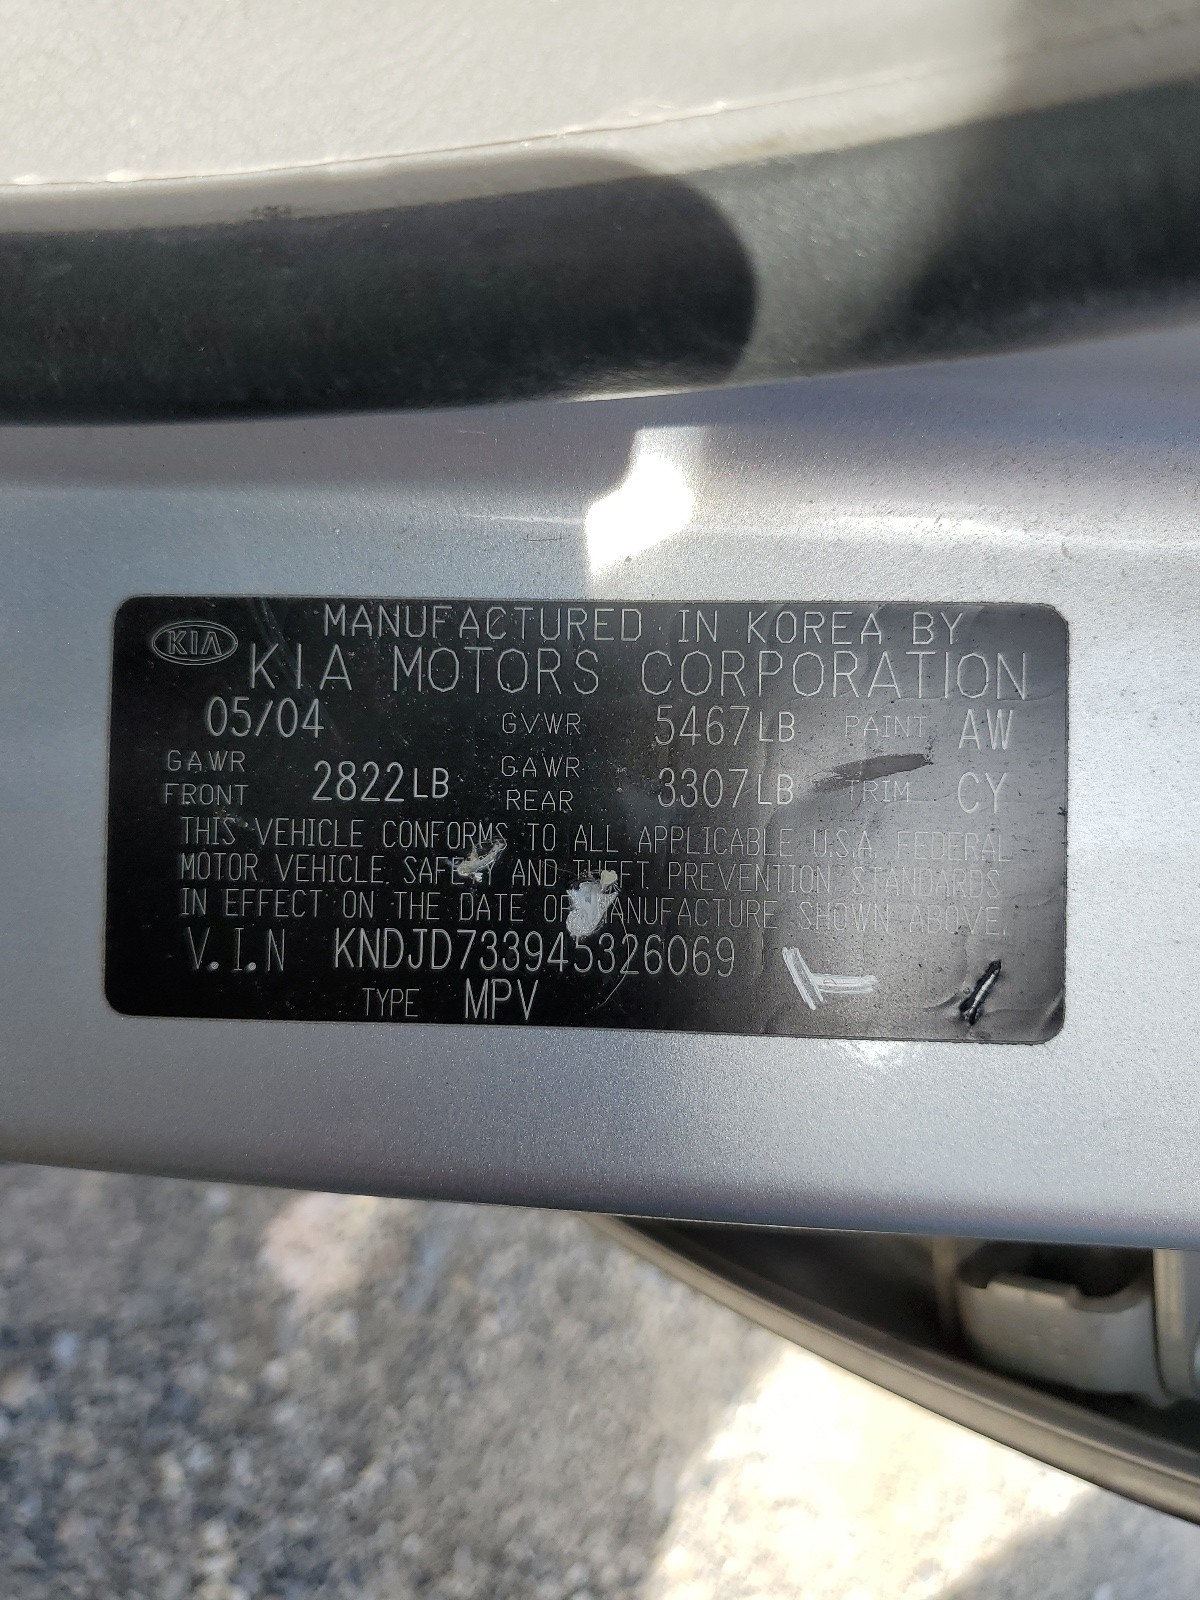 MANUFACTURED IN KOREA BY
KIA KIA MOTORS CORPORATION
05/04 GVWR 5467LB PAINT AW
GAWR FRONT 2822LB GAWR REAR 3307LB TRIM CY
THIS VEHICLE CONFORMS TO ALL APPLICABLE U.S.A. FEDERAL
MOTOR VEHICLE SAFETY AND THEFT PREVENTION STANDARDS
IN EFFECT ON THE DATE OF MANUFACTURE SHOWN ABOVE.
V.I.N KNDJD733945326069
TYPE MPV